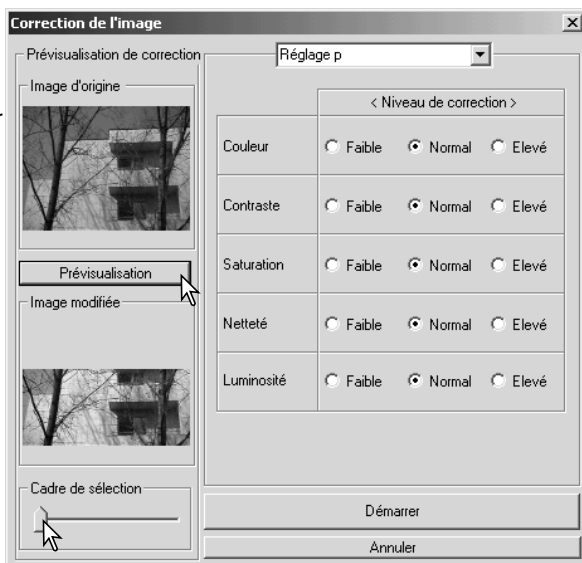 Correction de l'image
Prévisualisation de correction
Réglage p
Image d'origine
< Niveau de correction >
Couleur Faible Normal Elevé
Contraste Faible Normal Elevé
Prévisualisation
Saturation Faible Normal Elevé
Image modifiée
Netteté Faible Normal Elevé
Luminosité Faible Normal Elevé
Cadre de sélection
Démarrer
Annuler